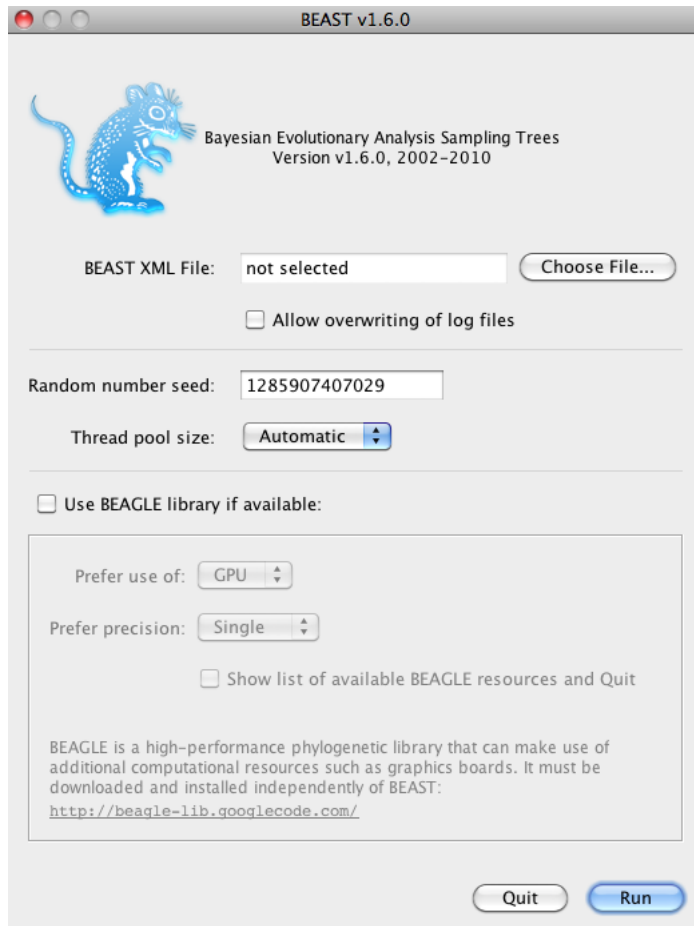 BEAST v1.6.0
Bayesian Evolutionary Analysis Sampling Trees
Version v1.6.0, 2002–2010
BEAST XML File: not selected Choose File...
Allow overwriting of log files
Random number seed: 1285907407029
Thread pool size: Automatic
Use BEAGLE library if available:
Prefer use of: GPU
Prefer precision: Single
Show list of available BEAGLE resources and Quit
BEAGLE is a high-performance phylogenetic library that can make use of
additional computational resources such as graphics boards. It must be
downloaded and installed independently of BEAST:
http://beagle-lib.googlecode.com/
Quit Run